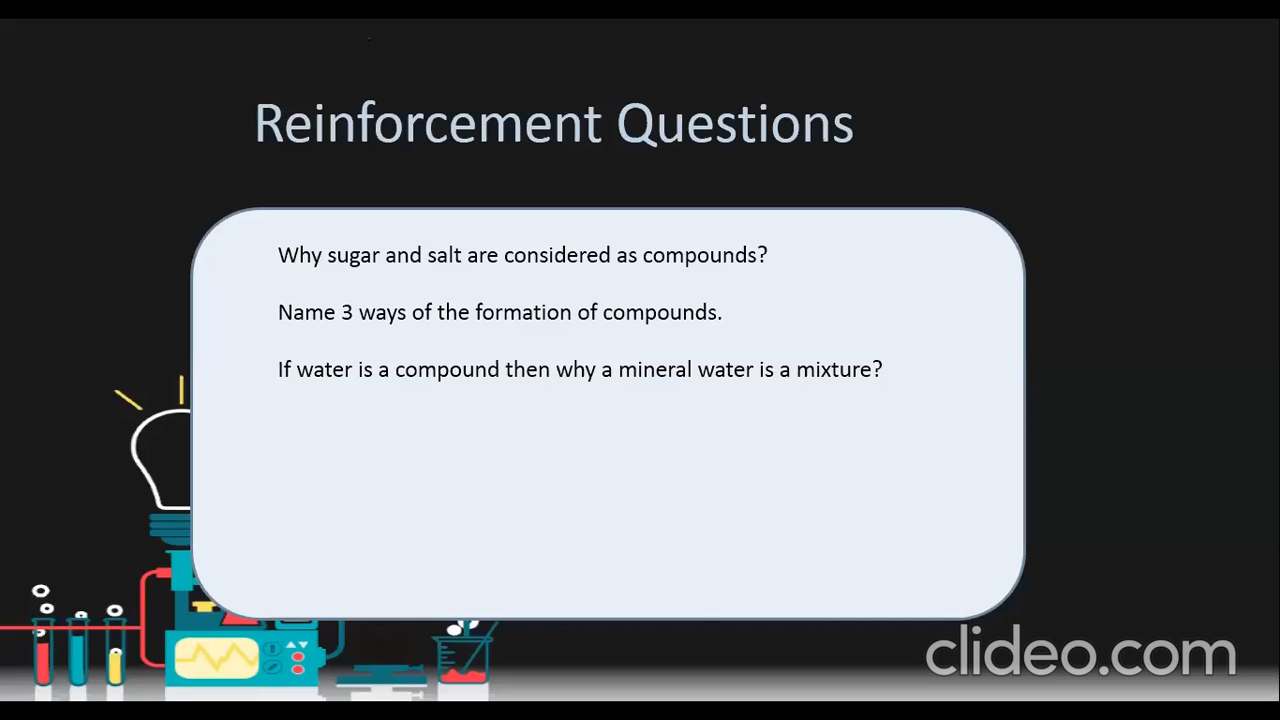 Reinforcement Questions
Why sugar and salt are considered as compounds?
Name 3 ways of the formation of compounds.
If water is a compound then why a mineral water is a mixture?
clideo.com